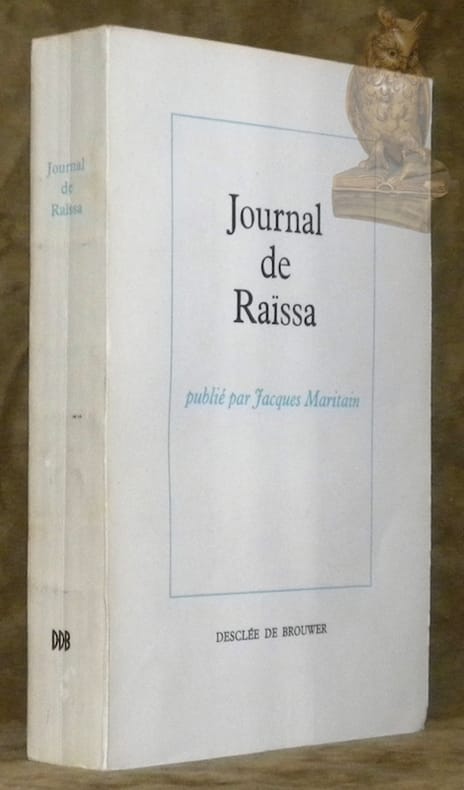 Journal
de
Raïssa
DDB
Journal
de
Raïssa
publié par Jacques Maritain
DESCLÉE DE BROUWER